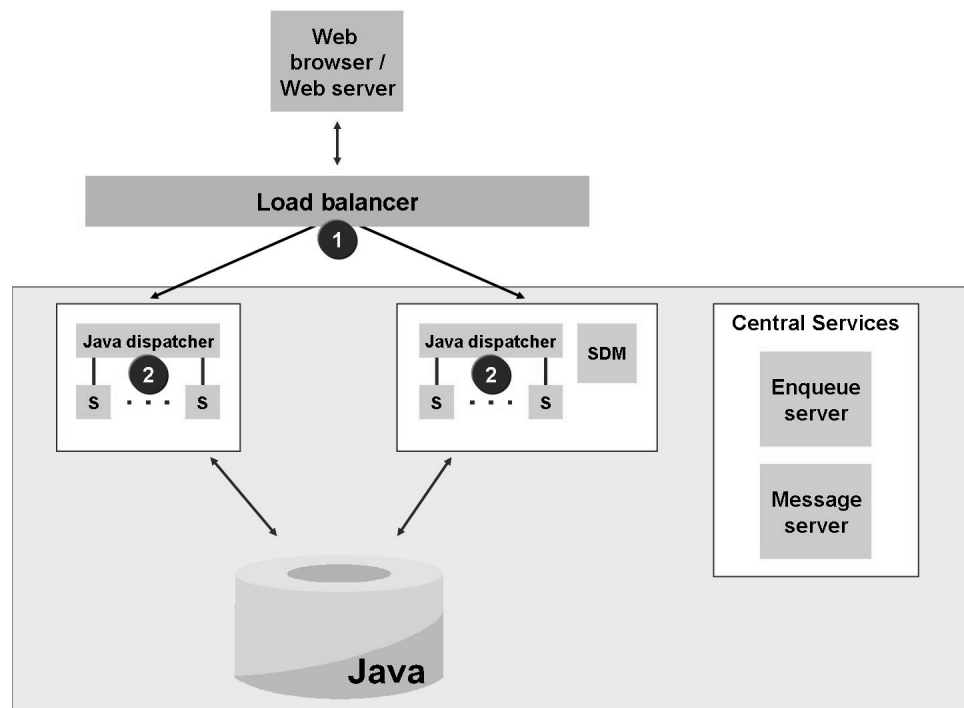 Web
browser /
Web server
Load balancer
1
Java dispatcher
2
S
. . .
S
Java dispatcher
2
S
. . .
S
SDM
Central Services
Enqueue
server
Message
server
Java